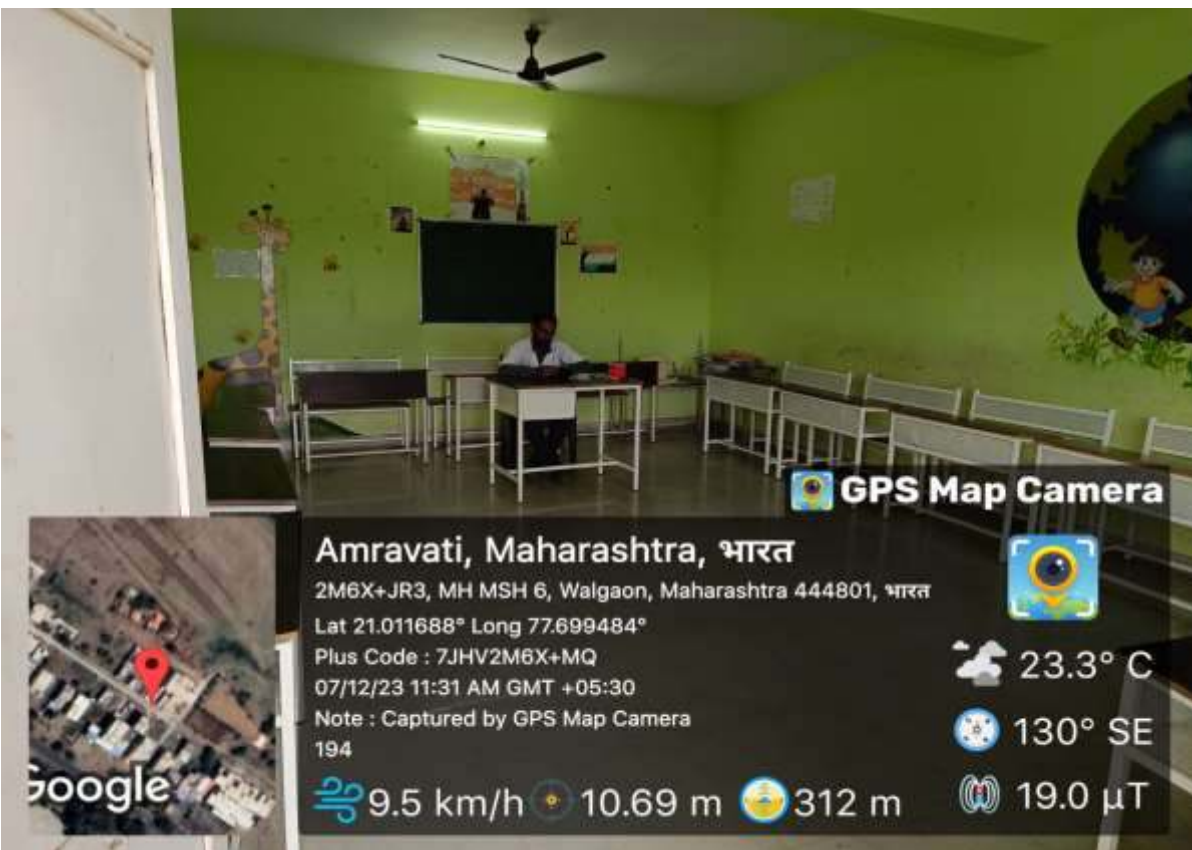 GPS Map Camera
Amravati, Maharashtra, भारत
2M6X+JR3, MH MSH 6, Walgaon, Maharashtra 444801, भारत
Lat 21.011688° Long 77.699484°
Plus Code : 7JHV2M6X+MQ
07/12/23 11:31 AM GMT +05:30
Note : Captured by GPS Map Camera
194
Google
23.3° C
130° SE
9.5 km/h
10.69 m
312 m
19.0 µT